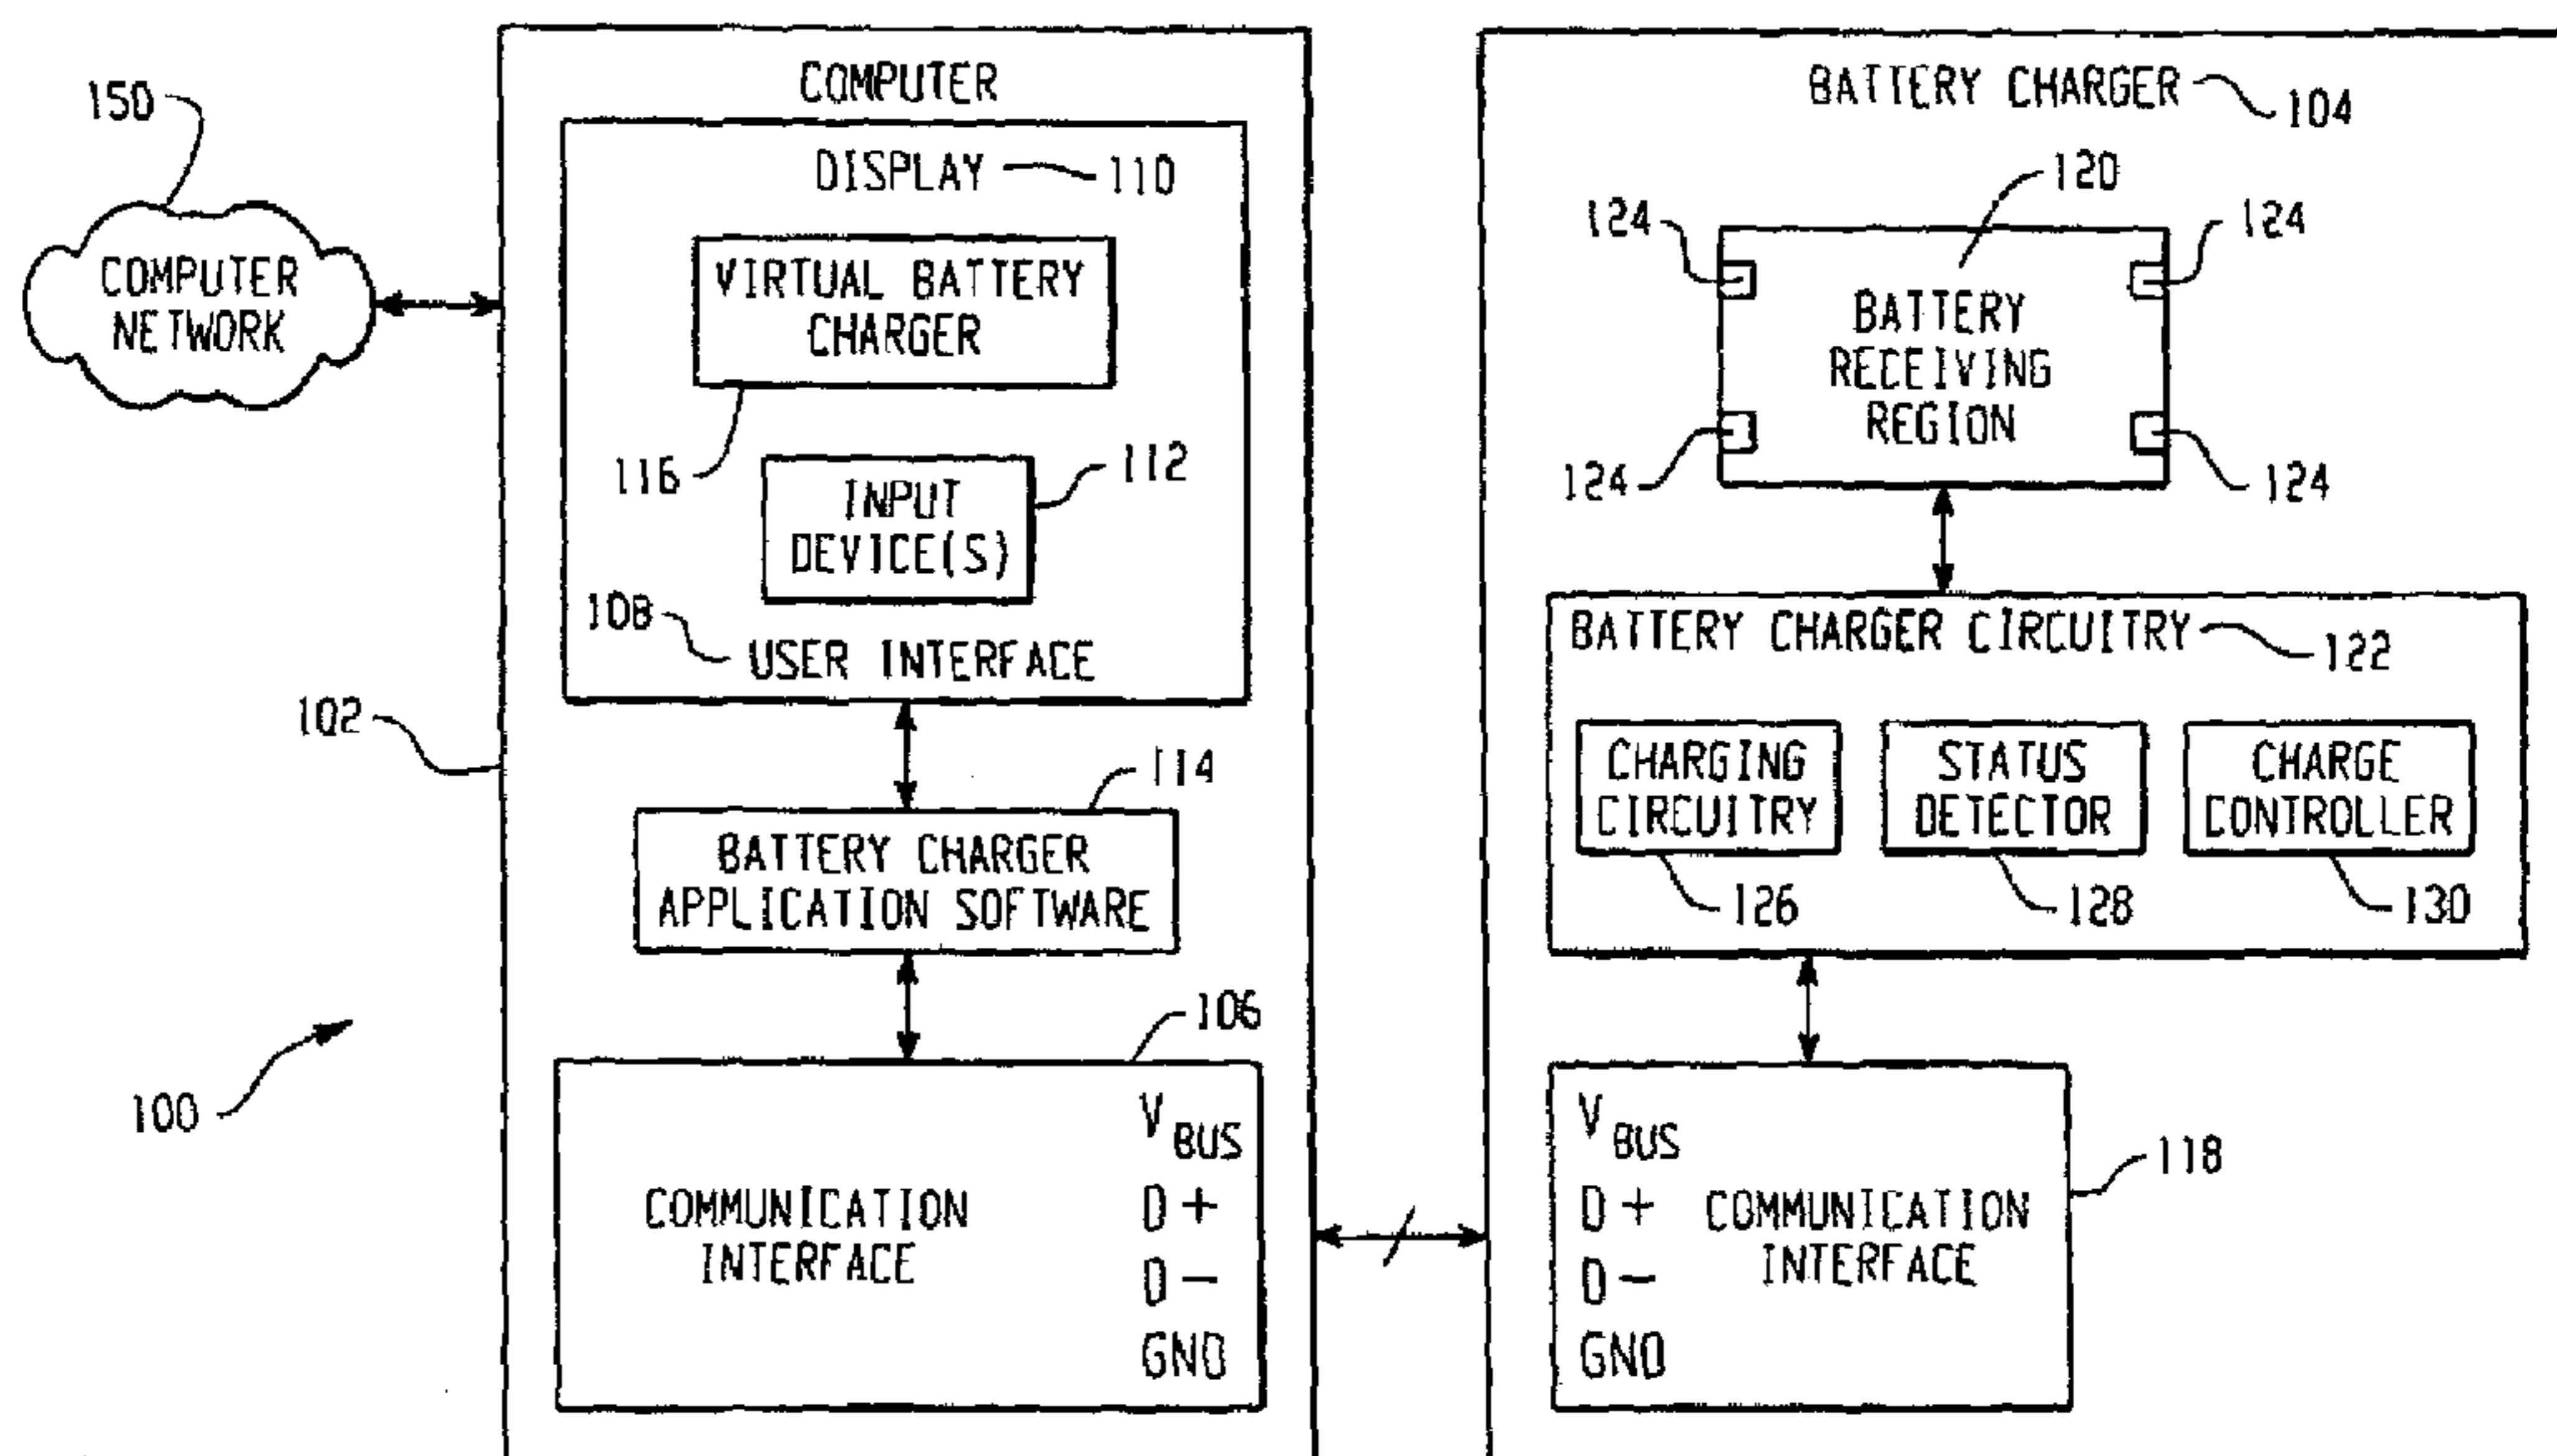 150
COMPUTER
NETWORK
102
100
COMPUTER
DISPLAY 110
VIRTUAL BATTERY
CHARGER
116
112
INPUT
DEVICE(S)
108
USER INTERFACE
114
BATTERY CHARGER
APPLICATION SOFTWARE
106
VBUS
COMMUNICATION
INTERFACE
D+
D-
GND
BATTERY CHARGER 104
120
124
124
BATTERY
RECEIVING
REGION
124
124
BATTERY CHARGER CIRCUITRY 122
CHARGING
CIRCUITRY
STATUS
DETECTOR
CHARGE
CONTROLLER
126
128
130
VBUS
D+
D-
GND
COMMUNICATION
INTERFACE
118